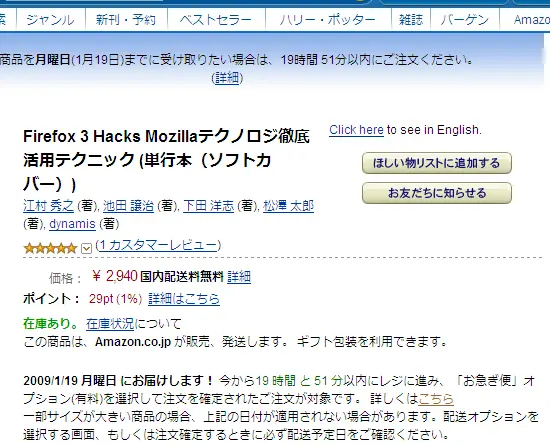 索 ジャンル 新刊・予約 ベストセラー ハリー・ポッター 雑誌 バーゲン Amazo
商品を月曜日(1月19日)までに受け取りたい場合は、19時間 51分以内にご注文ください。
(詳細)
Firefox 3 Hacks Mozillaテクノロジ徹底
活用テクニック (単行本（ソフトカ
バー）)
江村 秀之 (著), 池田 譲治 (著), 下田 洋志 (著), 松澤 太郎
(著), dynamis (著)
(1 カスタマーレビュー)
Click here to see in English.
ほしい物リストに追加する
お友だちに知らせる
価格： ￥ 2,940 国内配送料無料 詳細
ポイント： 29pt (1%) 詳細はこちら
在庫あり。 在庫状況について
この商品は、Amazon.co.jp が販売、発送します。 ギフト包装を利用できます。
2009/1/19 月曜日 にお届けします！ 今から19 時間 と 51 分以内にレジに進み、「お急ぎ便」オ
プション(有料)を選択して注文を確定されたご注文が対象です。 詳しくはこちら
一部サイズが大きい商品の場合、上記の日付が適用されない場合があります。配送オプションを
選択する画面、もしくは注文確定するときに必ず配送予定日をご確認ください。